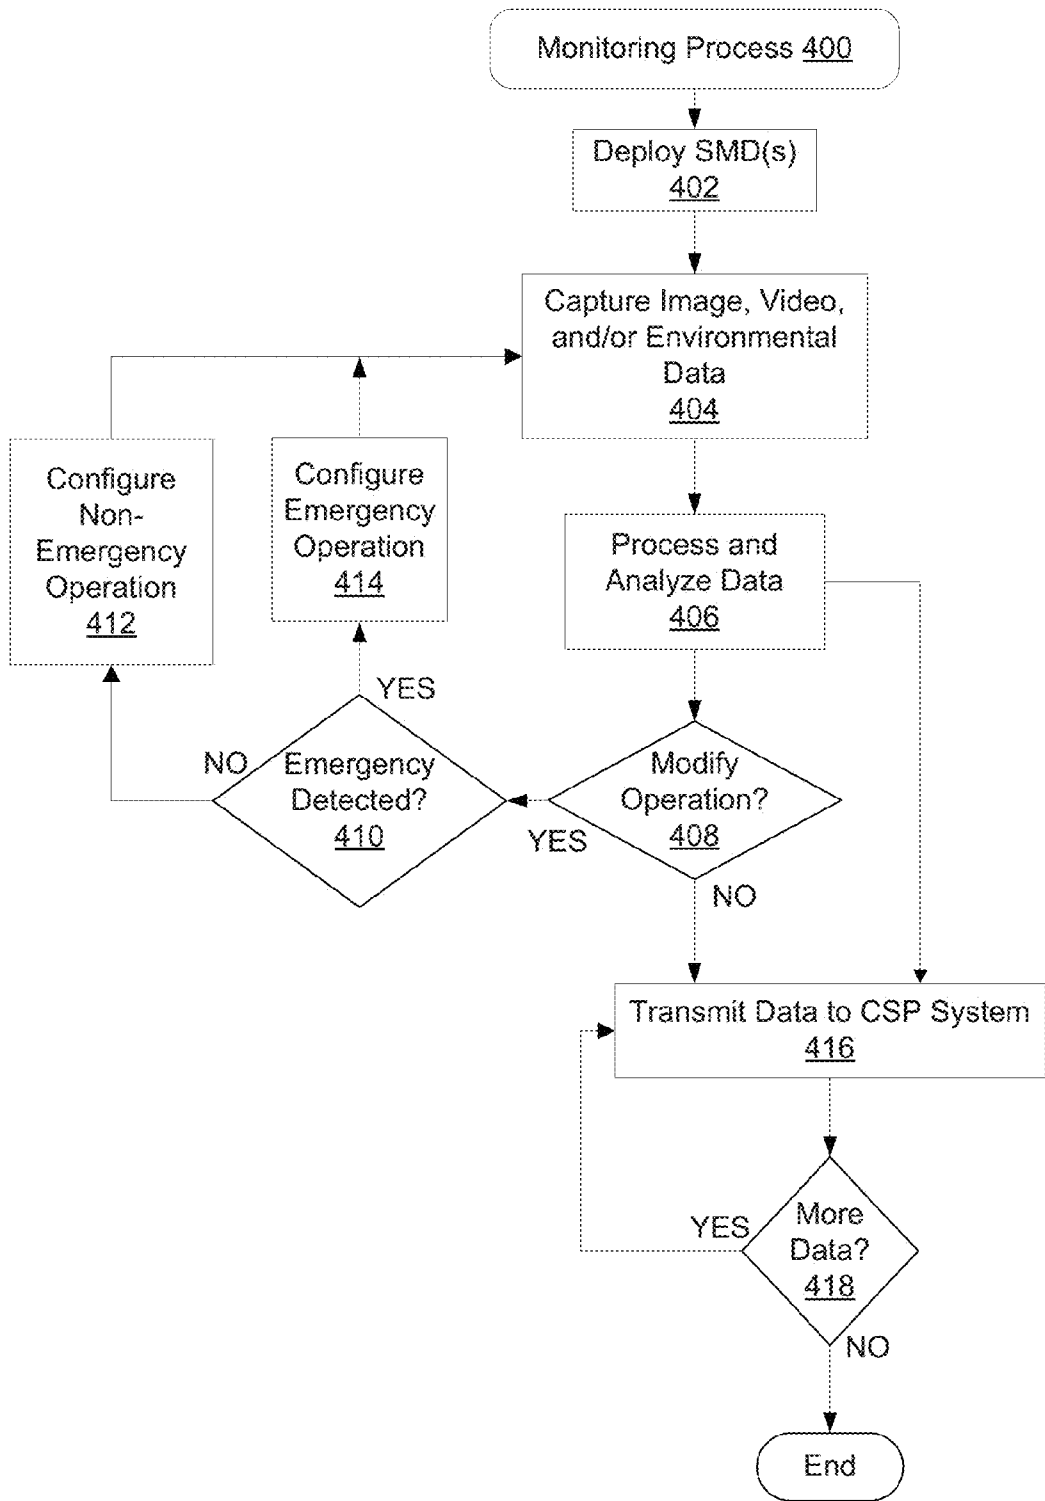 Monitoring Process 400
Deploy SMD(s)
402
Capture Image, Video,
and/or Environmental
Data
404
Configure
Non-
Emergency
Operation
412
Configure
Emergency
Operation
414
Process and
Analyze Data
406
YES
NO
Emergency
Detected?
410
Modify
Operation?
408
YES
NO
Transmit Data to CSP System
416
More
Data?
418
YES
NO
End